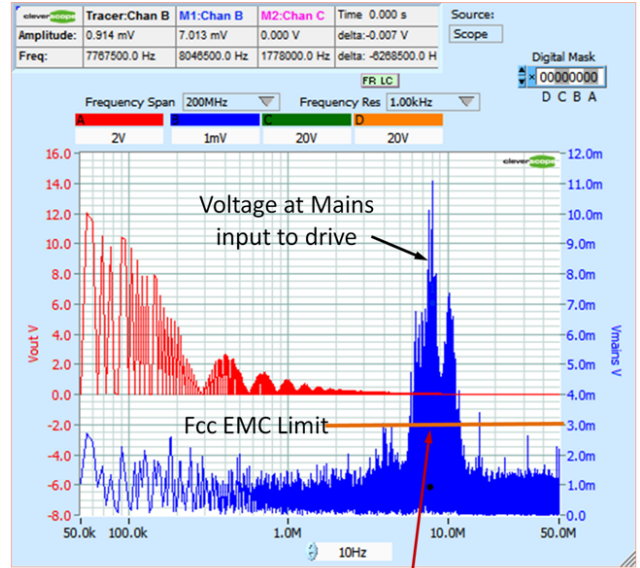 cleverscope Tracer:Chan B M1:Chan B M2:Chan C Time 0.000 s
Amplitude: 0.914 mV 7.013 mV 0.000 V delta:-0.007 V
Freq: 7767500.0 Hz 8046500.0 Hz 1778000.0 Hz delta: -6268500.0 H
Source:
Scope
FR LC
Digital Mask
× 00000000
D C B A
Frequency Span 200MHz Frequency Res 1.00kHz
A B C D
2V 1mV 20V 20V
cleverscope
16.0 12.0m
14.0 11.0m
12.0 10.0m
10.0 9.0m
8.0 8.0m
6.0 7.0m
4.0 6.0m
2.0 5.0m
0.0 4.0m
-2.0 3.0m
-4.0 2.0m
-6.0 1.0m
-8.0 0.0
Vout V
Vmains V
Voltage at Mains
input to drive
Fcc EMC Limit
50.0k 100.0k 1.0M 10.0M 50.0M
10Hz